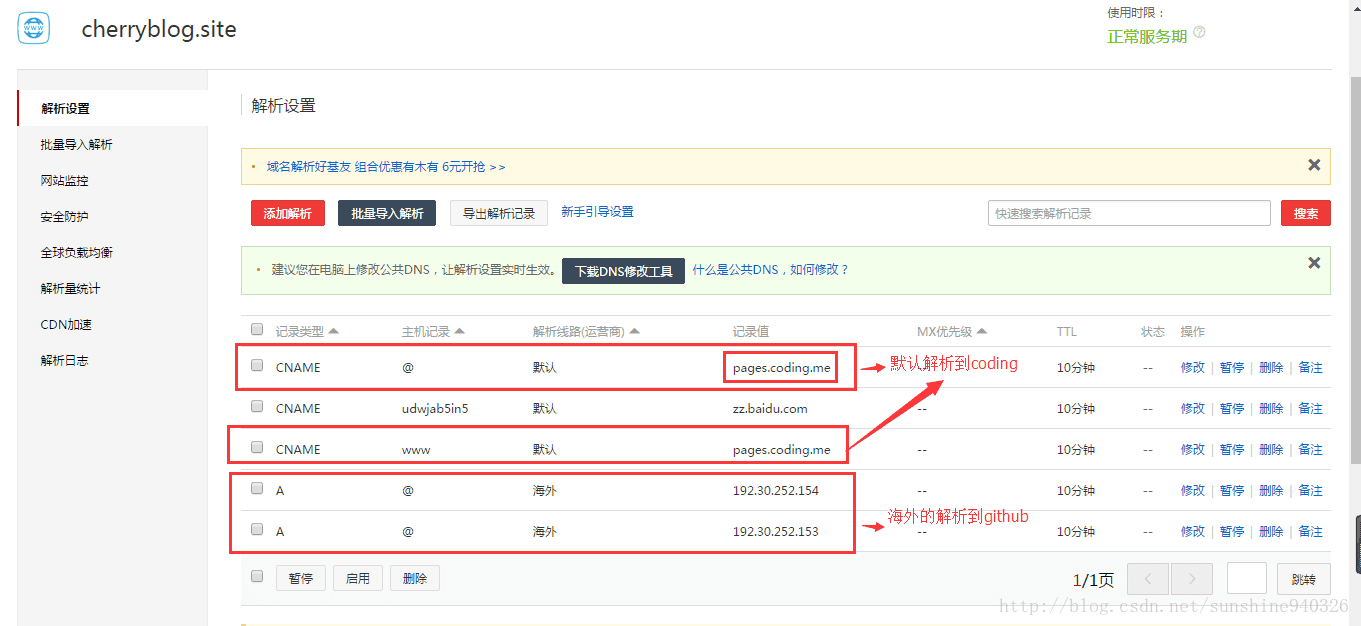 www
cherryblog.site
使用时限：
正常服务期 ?
解析设置
批量导入解析
网站监控
安全防护
全球负载均衡
解析量统计
CDN加速
解析日志
解析设置
域名解析好基友 组合优惠有木有 6元开抢 >>
添加解析 批量导入解析 导出解析记录 新手引导设置 快速搜索解析记录 搜索
建议您在电脑上修改公共DNS，让解析设置实时生效。 下载DNS修改工具 什么是公共DNS，如何修改？
记录类型 主机记录 解析线路(运营商) 记录值 MX优先级 TTL 状态 操作
CNAME @ 默认 pages.coding.me 默认解析到coding 10分钟 -- 修改 | 暂停 | 删除 | 备注
CNAME udwjab5in5 默认 zz.baidu.com -- 10分钟 -- 修改 | 暂停 | 删除 | 备注
CNAME www 默认 pages.coding.me -- 10分钟 -- 修改 | 暂停 | 删除 | 备注
A @ 海外 192.30.252.154 -- 10分钟 -- 修改 | 暂停 | 删除 | 备注
海外的解析到github
A @ 海外 192.30.252.153 -- 10分钟 -- 修改 | 暂停 | 删除 | 备注
暂停 启用 删除 1/1页 < > 跳转
http://blog.csdn.net/sunshine940326